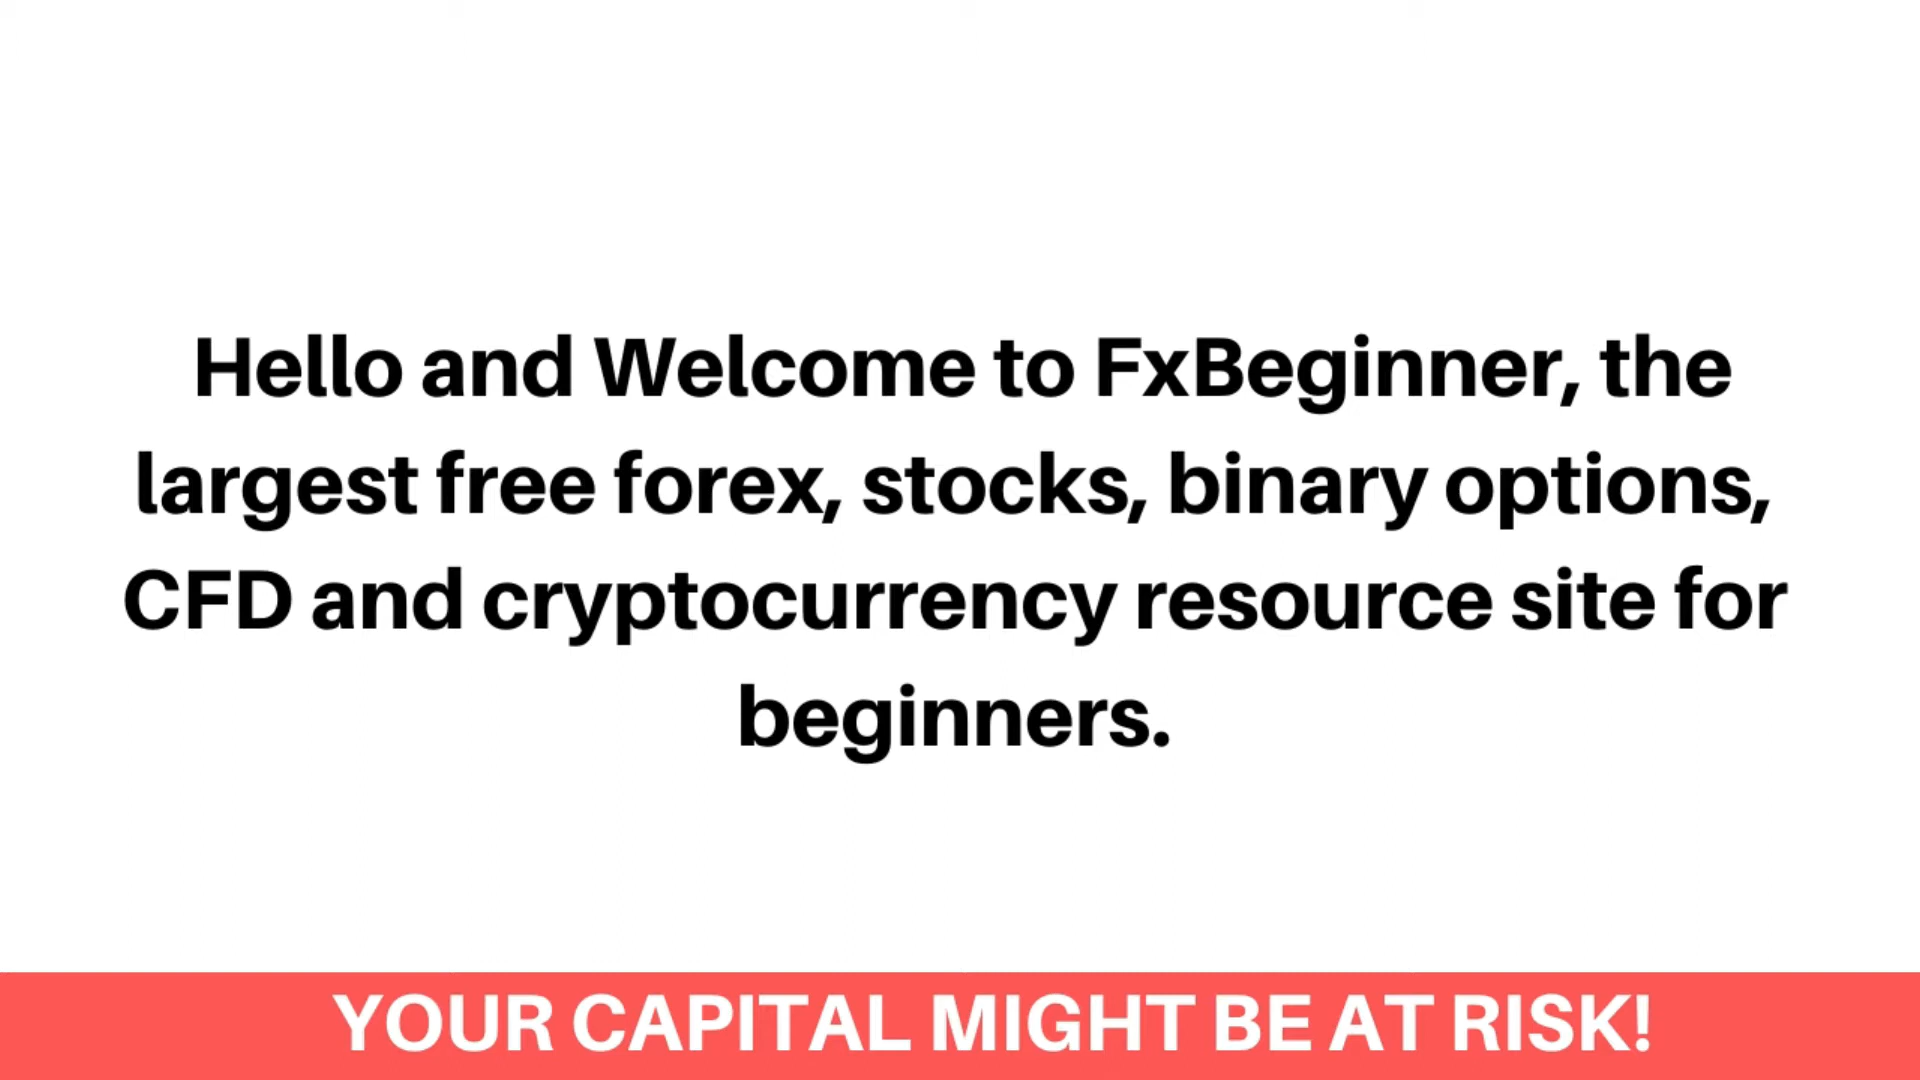 Hello and Welcome to FxBeginner, the
largest free forex, stocks, binary options,
CFD and cryptocurrency resource site for
beginners.
YOUR CAPITAL MIGHT BE AT RISK!